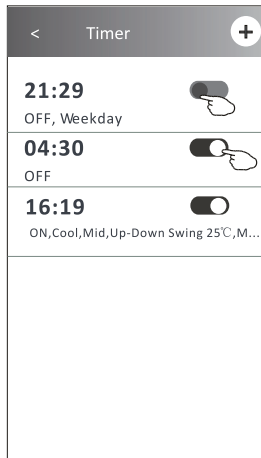 < Timer +
21:29
OFF, Weekday
04:30
OFF
16:19
ON,Cool,Mid,Up-Down Swing 25℃,M...